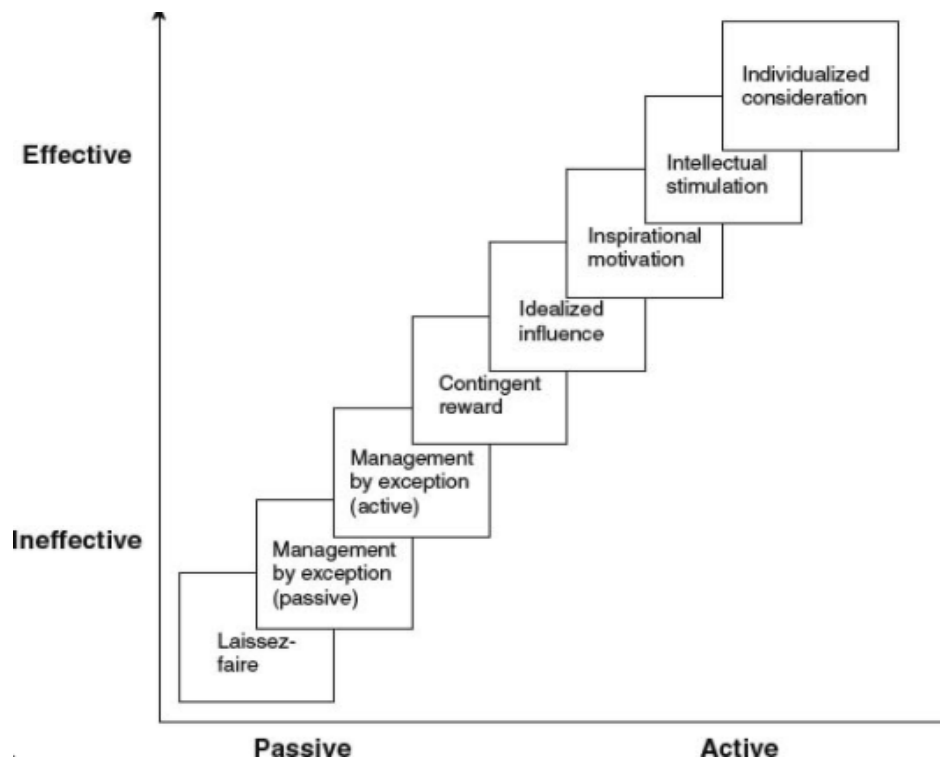 Individualized
consideration
Effective
Intellectual
stimulation
Inspirational
motivation
Idealized
influence
Contingent
reward
Management
by exception
(active)
Ineffective
Management
by exception
(passive)
Laissez-
faire
Passive
Active